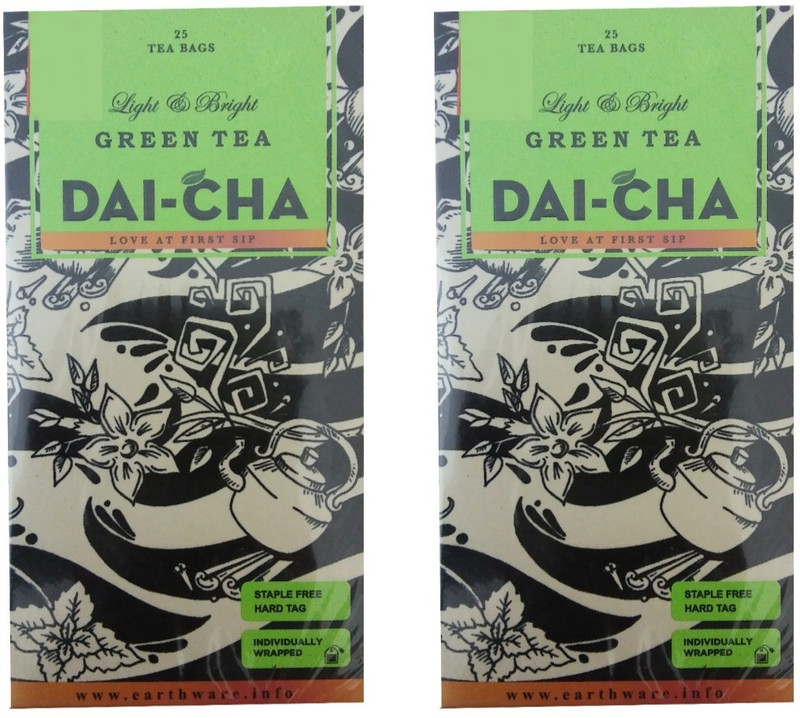 25
TEA BAGS
Light & Bright
GREEN TEA
DAI-CHA
LOVE AT FIRST SIP
STAPLE FREE
HARD TAG
INDIVIDUALLY
WRAPPED
www.earthware.info
25
TEA BAGS
Light & Bright
GREEN TEA
DAI-CHA
LOVE AT FIRST SIP
STAPLE FREE
HARD TAG
INDIVIDUALLY
WRAPPED
www.earthware.info